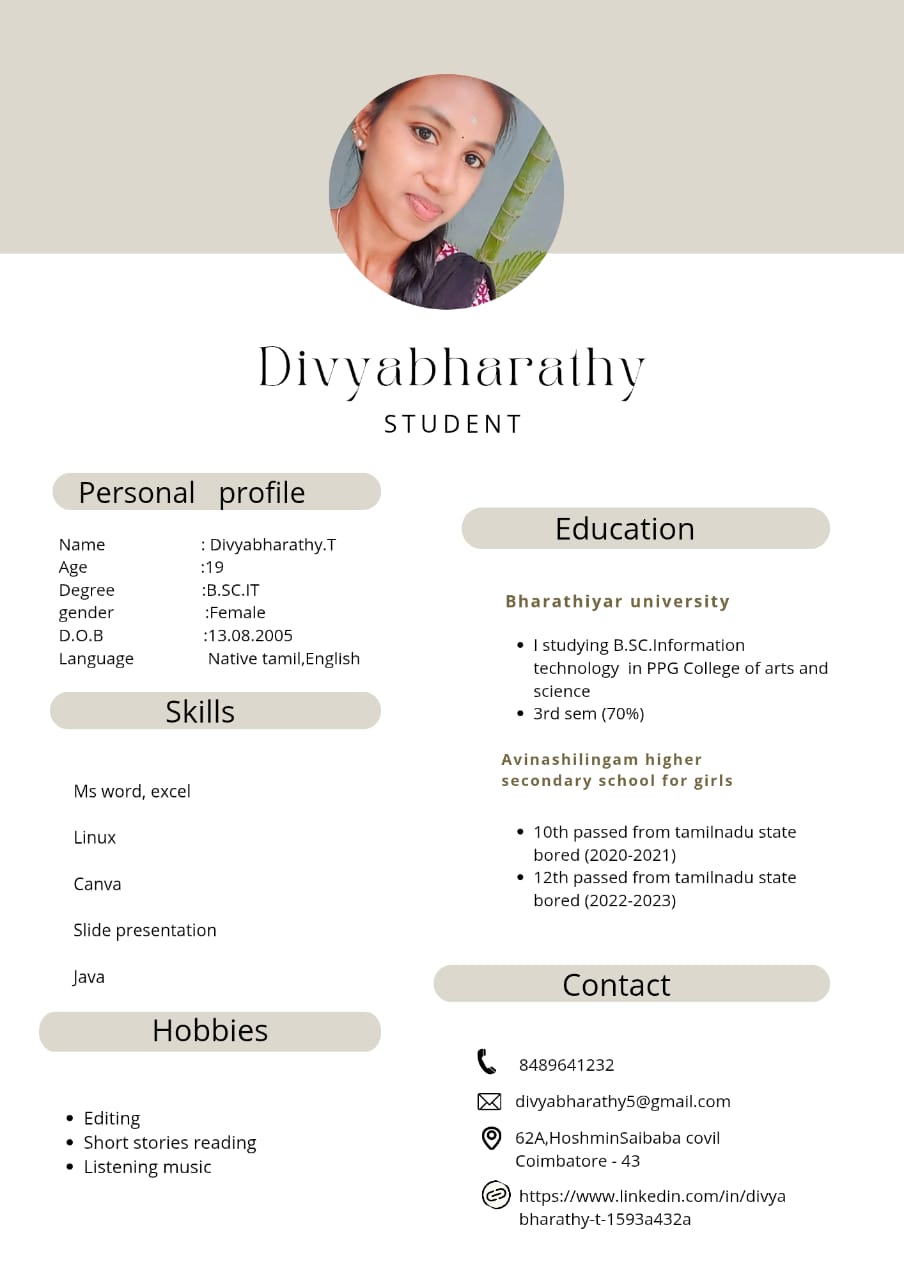 Divyabharathy
STUDENT
Personal profile
Name : Divyabharathy.T
Age :19
Degree :B.SC.IT
gender :Female
D.O.B :13.08.2005
Language Native tamil,English
Skills
Ms word, excel
Linux
Canva
Slide presentation
Java
Hobbies
Editing
Short stories reading
Listening music
Education
Bharathiyar university
I studying B.SC.Information
technology in PPG College of arts and
science
3rd sem (70%)
Avinashilingam higher
secondary school for girls
10th passed from tamilnadu state
bored (2020-2021)
12th passed from tamilnadu state
bored (2022-2023)
Contact
8489641232
divyabharathy5@gmail.com
62A,HoshminSaibaba covil
Coimbatore - 43
https://www.linkedin.com/in/divya
bharathy-t-1593a432a